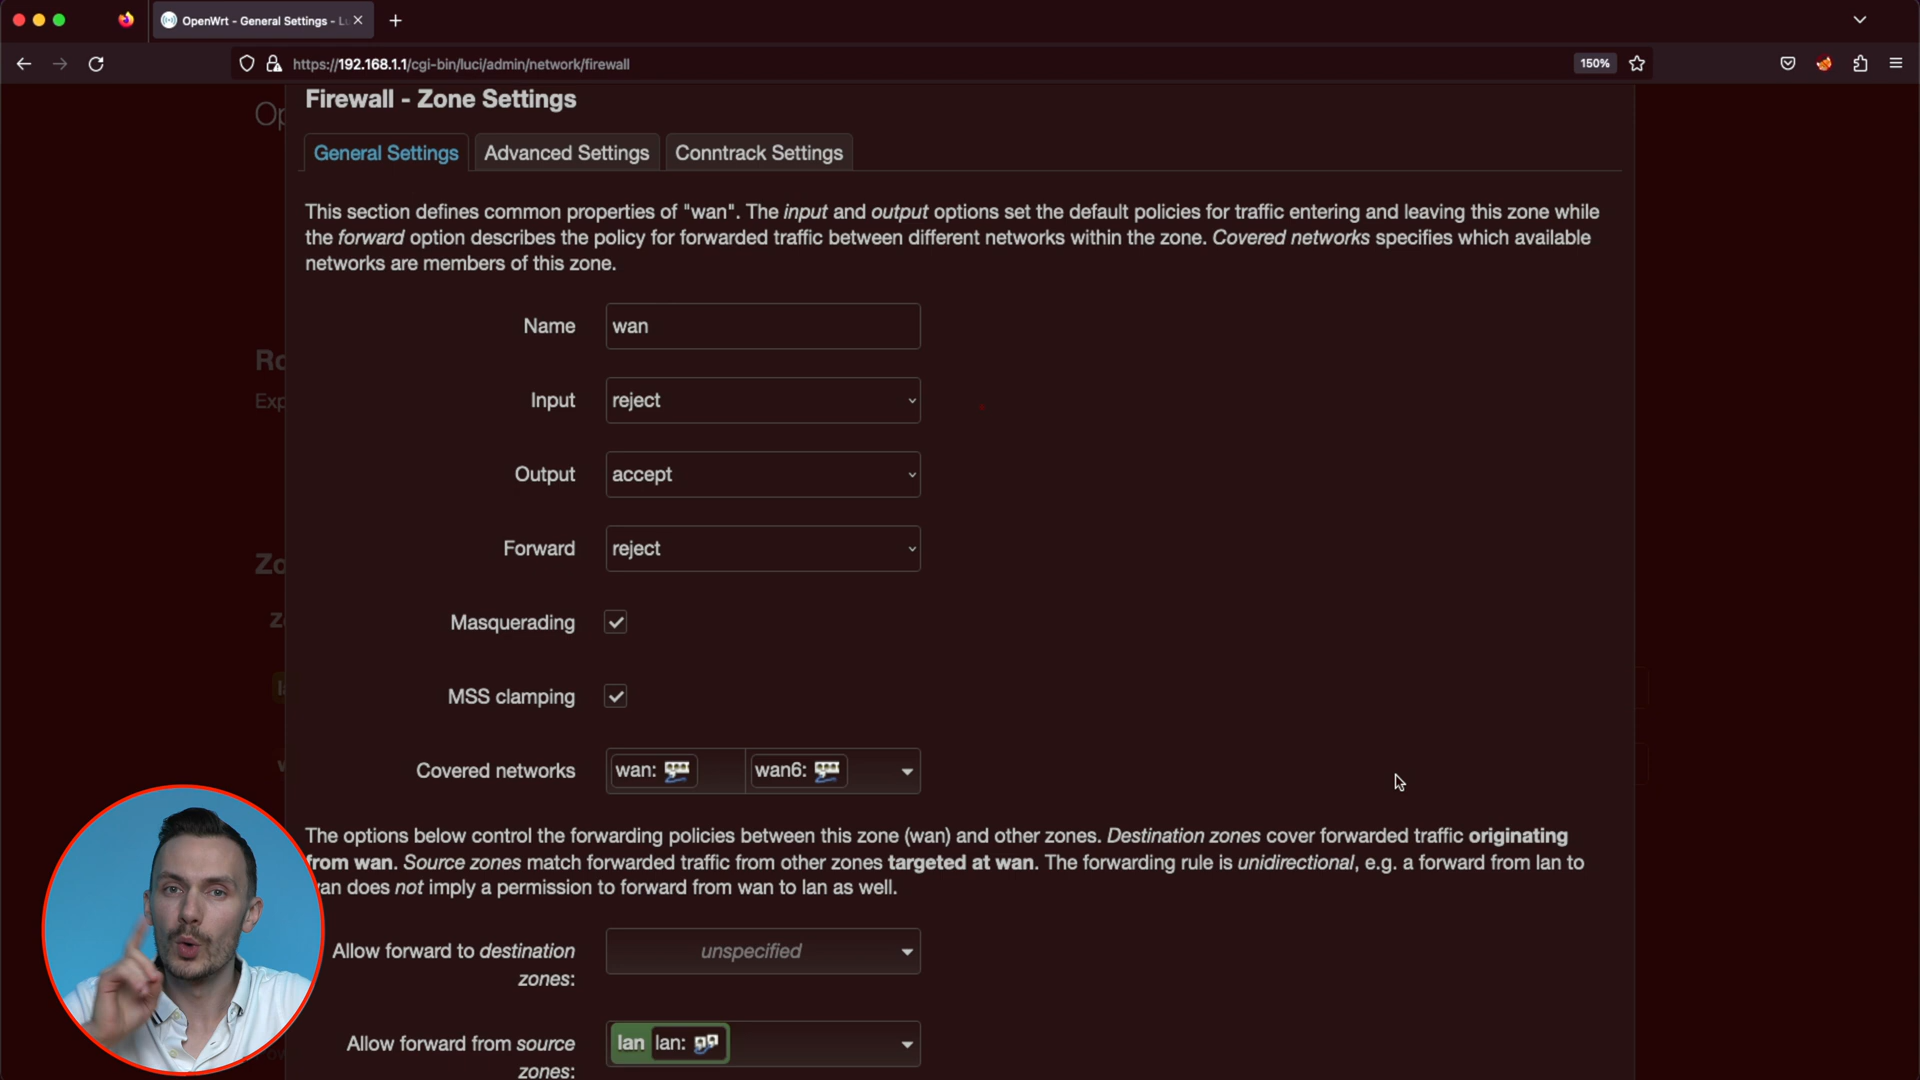 OpenWrt - General Settings - Lu
https://192.168.1.1/cgi-bin/luci/admin/network/firewall
150%
Firewall - Zone Settings
General Settings
Advanced Settings
Conntrack Settings
This section defines common properties of "wan". The input and output options set the default policies for traffic entering and leaving this zone while
the forward option describes the policy for forwarded traffic between different networks within the zone. Covered networks specifies which available
networks are members of this zone.
Name
wan
Input
reject
Output
accept
Forward
reject
Masquerading
MSS clamping
Covered networks
wan:
wan6:
The options below control the forwarding policies between this zone (wan) and other zones. Destination zones cover forwarded traffic originating
from wan. Source zones match forwarded traffic from other zones targeted at wan. The forwarding rule is unidirectional, e.g. a forward from lan to
wan does not imply a permission to forward from wan to lan as well.
Allow forward to destination
zones:
unspecified
Allow forward from source
zones:
lan lan: